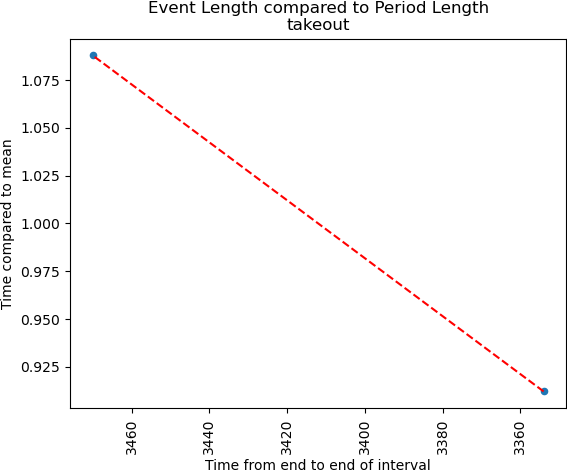 Event Length compared to Period Length
takeout
1.075
1.050
1.025
1.000
0.975
0.950
0.925
Time compared to mean
3460 3440 3420 3400 3380 3360
Time from end to end of interval